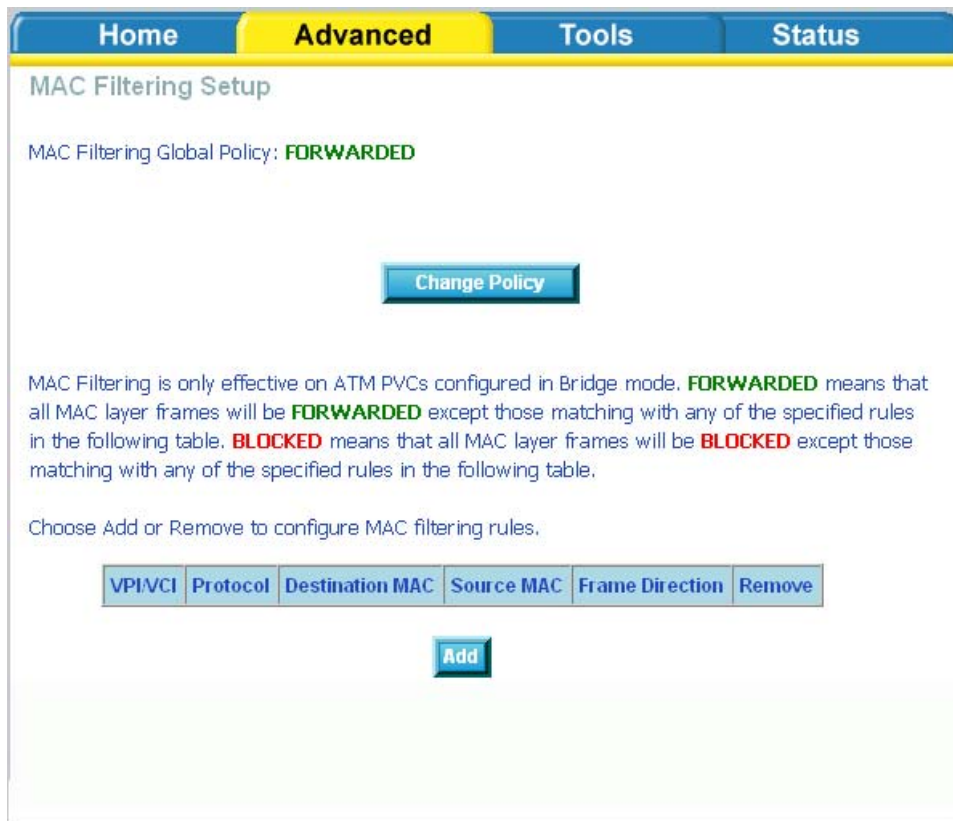 Home Advanced Tools Status
MAC Filtering Setup
MAC Filtering Global Policy: FORWARDED
Change Policy
MAC Filtering is only effective on ATM PVCs configured in Bridge mode. FORWARDED means that
all MAC layer frames will be FORWARDED except those matching with any of the specified rules
in the following table. BLOCKED means that all MAC layer frames will be BLOCKED except those
matching with any of the specified rules in the following table.
Choose Add or Remove to configure MAC filtering rules.
VPI/VCI Protocol Destination MAC Source MAC Frame Direction Remove
Add